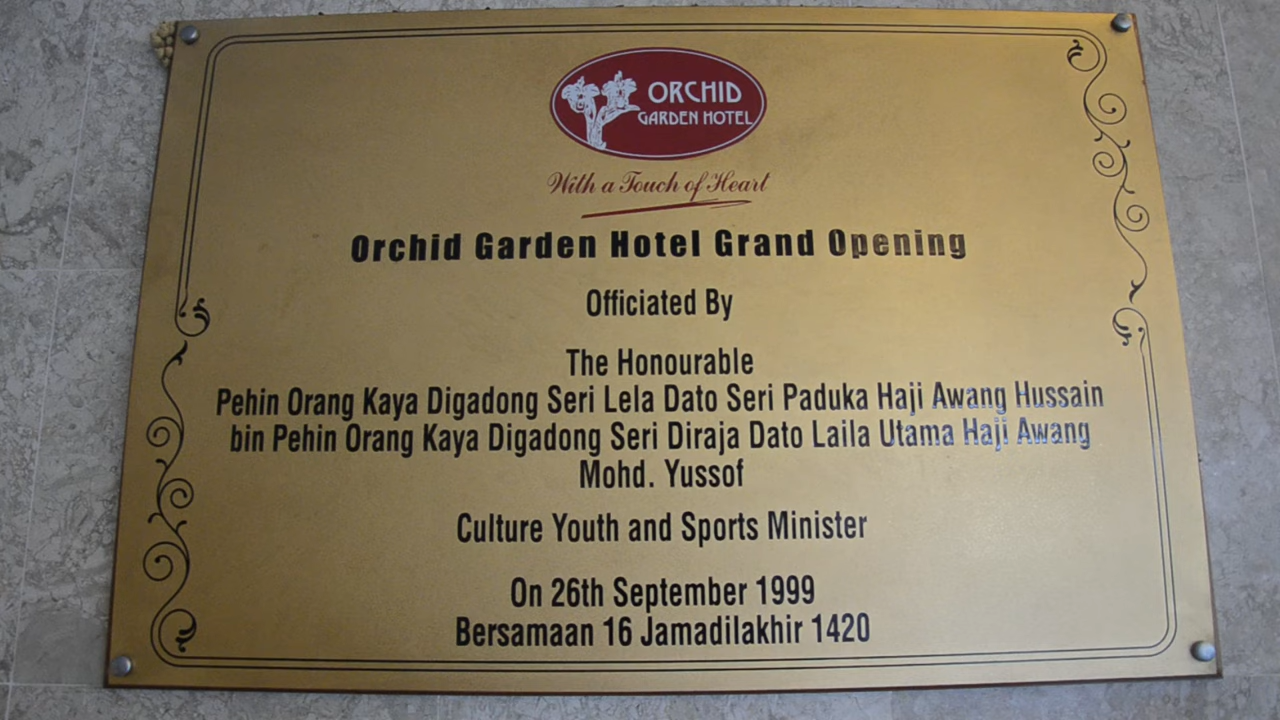 ORCHID
GARDEN HOTEL
With a Touch of Heart
Orchid Garden Hotel Grand Opening
Officiated By
The Honourable
Pehin Orang Kaya Digadong Seri Lela Dato Seri Paduka Haji Awang Hussain
bin Pehin Orang Kaya Digadong Seri Diraja Dato Laila Utama Haji Awang
Mohd. Yussof
Culture Youth and Sports Minister
On 26th September 1999
Bersamaan 16 Jamadilakhir 1420